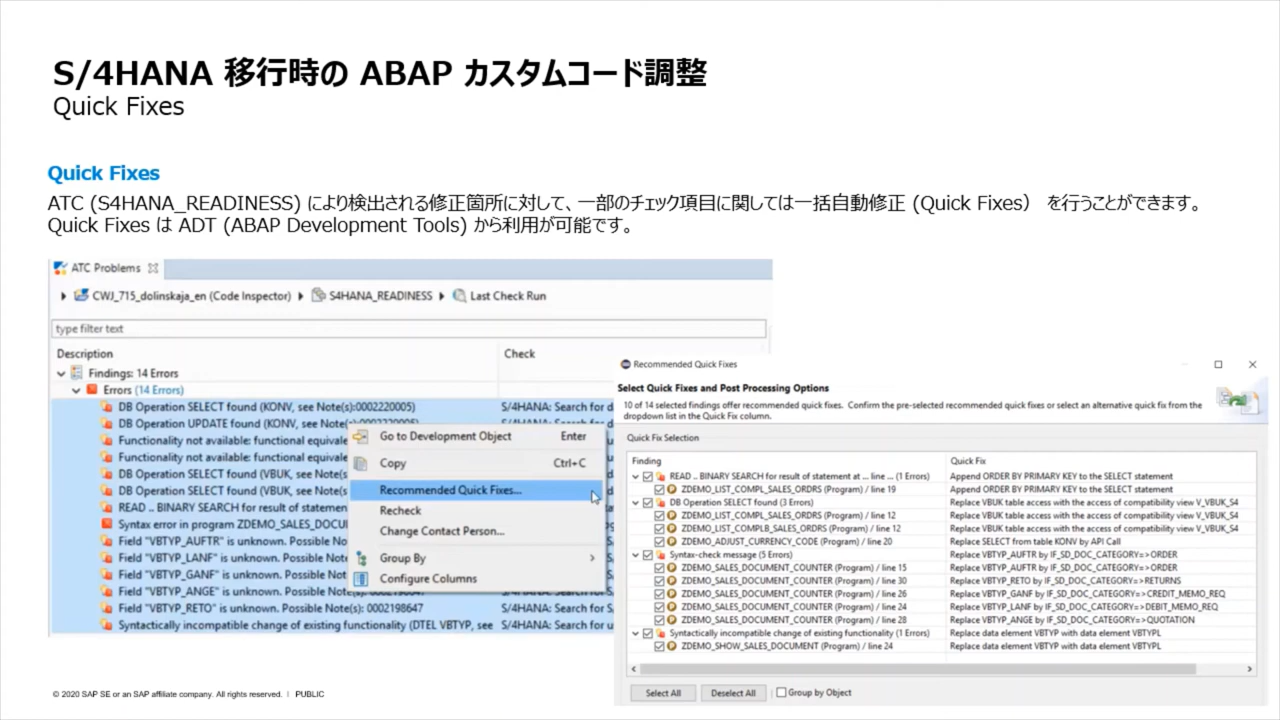 S/4HANA 移行時の ABAP カスタムコード調整
Quick Fixes
Quick Fixes
ATC (S4HANA_READINESS) により検出される修正箇所に対して、一部のチェック項目に関しては一括自動修正 (Quick Fixes） を行うことができます。
Quick Fixes は ADT (ABAP Development Tools) から利用が可能です。
ATC Problems
CWJ_715_dolinskaja_en (Code Inspector) S4HANA_READINESS Last Check Run
type filter text
Description Check
Findings: 14 Errors
Errors (14 Errors)
DB Operation SELECT found (KONV, see Note(s):0002220005) S/4HANA: Search for d
DB Operation UPDATE found (KONV, see Note(s):0002220005) S/4HANA: Search for d
Functionality not available: functional equivale
Functionality not available: functional equivale
DB Operation SELECT found (VBUK, see Note(s
DB Operation SELECT found (VBUK, see Note(s
READ .. BINARY SEARCH for result of statemen
Syntax error in program ZDEMO_SALES_DOCU
Field "VBTYP_AUFTR" is unknown. Possible Not
Field "VBTYP_LANF" is unknown. Possible Note
Field "VBTYP_GANF" is unknown. Possible Not
Field "VBTYP_ANGE" is unknown. Possible Note(s): 0002198647 S/4HANA: Search for S
Field "VBTYP_RETO" is unknown. Possible Note(s): 0002198647 S/4HANA: Search for S
Syntactically incompatible change of existing functionality (DTEL VBTYP, see S/4HANA: Search for u
Go to Development Object Enter
Copy Ctrl+C
Recommended Quick Fixes...
Recheck
Change Contact Person...
Group By
Configure Columns
Recommended Quick Fixes
Select Quick Fixes and Post Processing Options
10 of 14 selected findings offer recommended quick fixes. Confirm the pre-selected recommended quick fixes or select an alternative quick fix from the
dropdown list in the Quick Fix column.
Quick Fix Selection
Finding Quick Fix
READ .. BINARY SEARCH for result of statement at ... line ... (1 Errors) Append ORDER BY PRIMARY KEY to the SELECT statement
ZDEMO_LIST_COMPL_SALES_ORDRS (Program) / line 19 Append ORDER BY PRIMARY KEY to the SELECT statement
DB Operation SELECT found (3 Errors) Replace VBUK table access with the access of compatibility view V_VBUK_S4
ZDEMO_LIST_COMPL_SALES_ORDRS (Program) / line 12 Replace VBUK table access with the access of compatibility view V_VBUK_S4
ZDEMO_LIST_COMPLB_SALES_ORDRS (Program) / line 12 Replace VBUK table access with the access of compatibility view V_VBUK_S4
ZDEMO_ADJUST_CURRENCY_CODE (Program) / line 20 Replace SELECT from table KONV by API Call
Syntax-check message (5 Errors) Replace VBTYP_AUFTR by IF_SD_DOC_CATEGORY=>ORDER
ZDEMO_SALES_DOCUMENT_COUNTER (Program) / line 15 Replace VBTYP_AUFTR by IF_SD_DOC_CATEGORY=>ORDER
ZDEMO_SALES_DOCUMENT_COUNTER (Program) / line 30 Replace VBTYP_RETO by IF_SD_DOC_CATEGORY=>RETURNS
ZDEMO_SALES_DOCUMENT_COUNTER (Program) / line 26 Replace VBTYP_GANF by IF_SD_DOC_CATEGORY=>CREDIT_MEMO_REQ
ZDEMO_SALES_DOCUMENT_COUNTER (Program) / line 24 Replace VBTYP_LANF by IF_SD_DOC_CATEGORY=>DEBIT_MEMO_REQ
ZDEMO_SALES_DOCUMENT_COUNTER (Program) / line 28 Replace VBTYP_ANGE by IF_SD_DOC_CATEGORY=>QUOTATION
Syntactically incompatible change of existing functionality (1 Errors) Replace data element VBTYP with data element VBTYPL
ZDEMO_SHOW_SALES_DOCUMENT (Program) / line 24 Replace data element VBTYP with data element VBTYPL
Select All Deselect All Group by Object
© 2020 SAP SE or an SAP affiliate company. All rights reserved. | PUBLIC